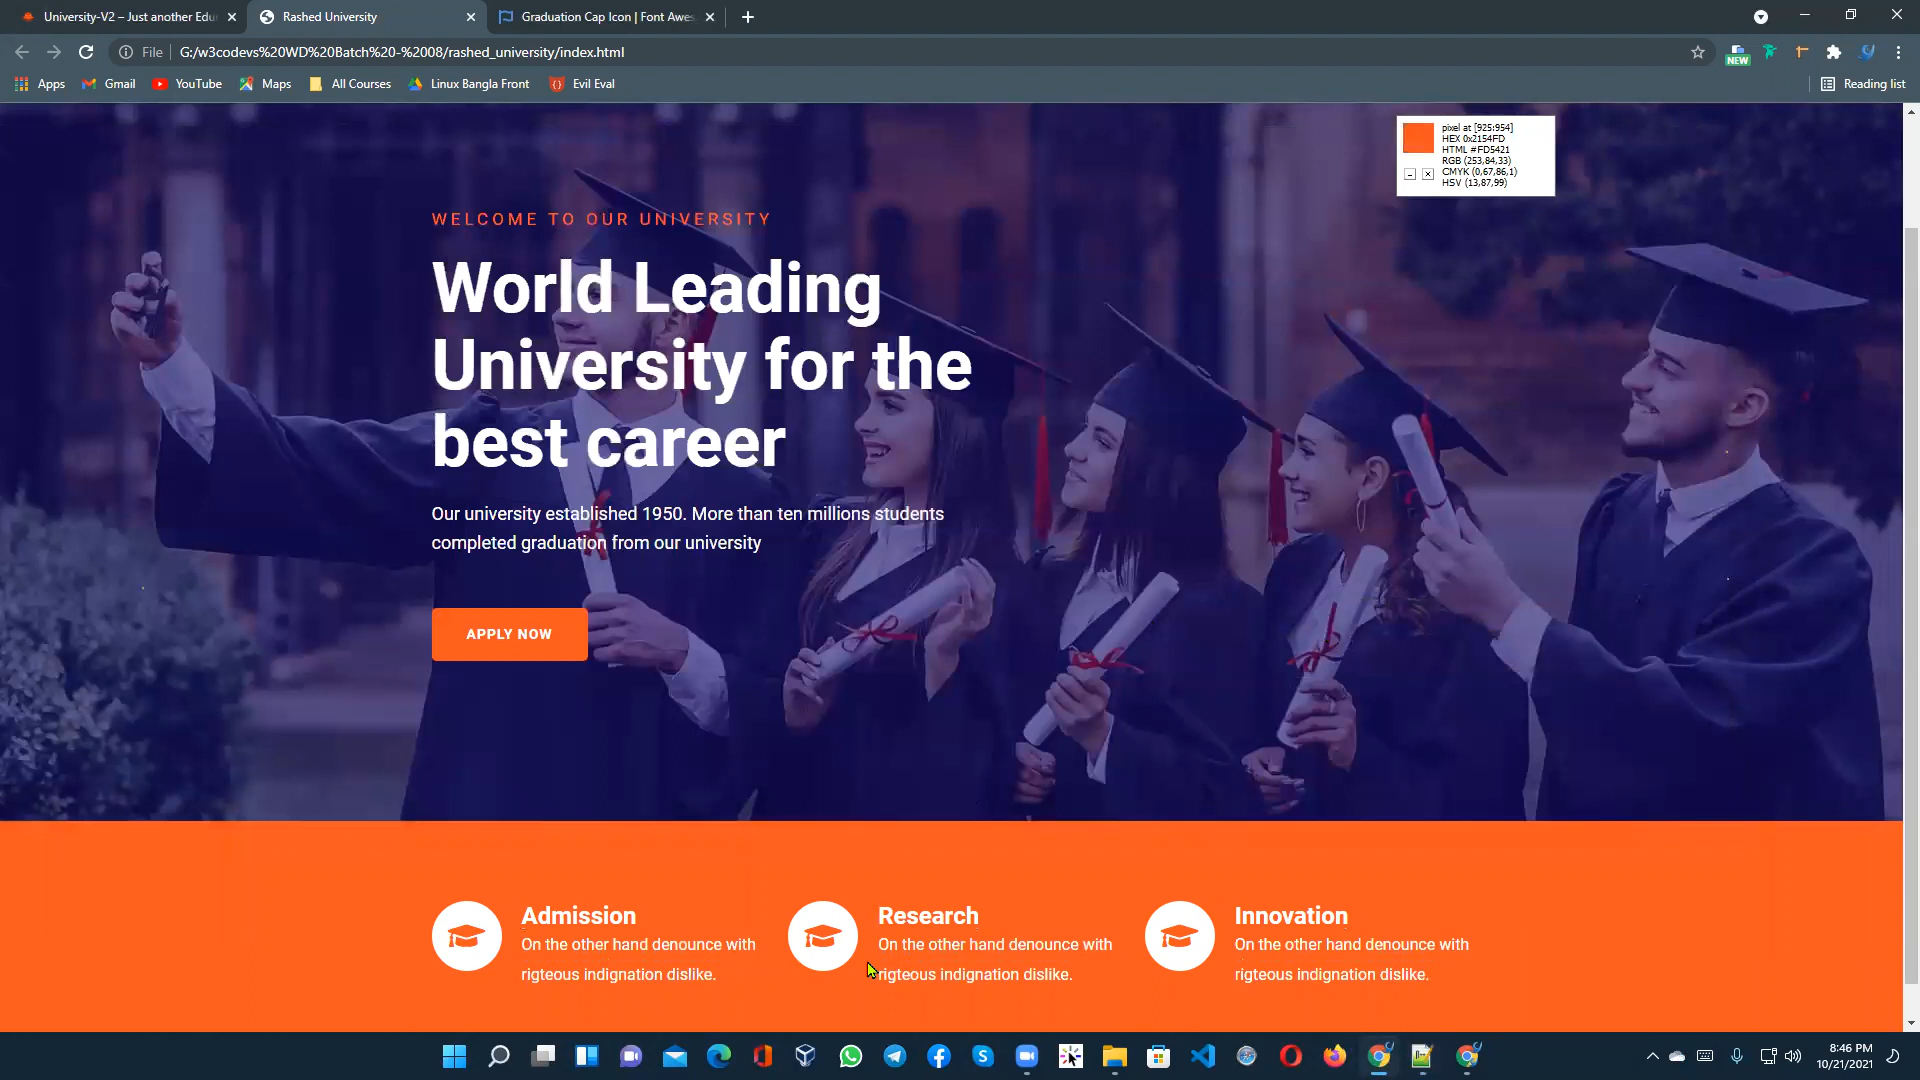 University-V2 – Just another Edu
Rashed University
Graduation Cap Icon | Font Awes
File
G:/w3codevs%20WD%20Batch%20-%2008/rashed_university/index.html
NEW
Apps
Gmail
YouTube
Maps
All Courses
Linux Bangla Front
Evil Eval
Reading list
pixel at [925:954]
HEX 0x2154FD
HTML #FD5421
RGB (253,84,33)
CMYK (0,67,86,1)
HSV (13,87,99)
WELCOME TO OUR UNIVERSITY
World Leading
University for the
best career
Our university established 1950. More than ten millions students
completed graduation from our university
APPLY NOW
Admission
On the other hand denounce with
rigteous indignation dislike.
Research
On the other hand denounce with
rigteous indignation dislike.
Innovation
On the other hand denounce with
rigteous indignation dislike.
8:46 PM
10/21/2021